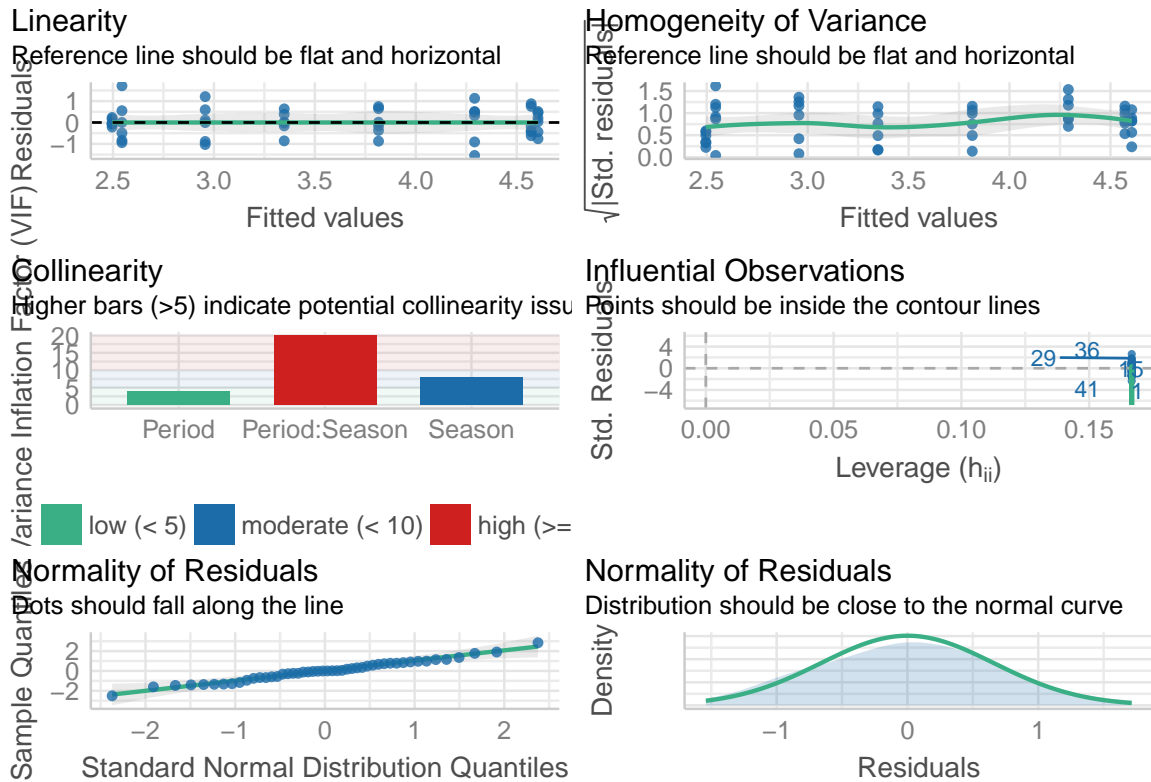 Linearity
Reference line should be flat and horizontal
Residuals
1
0
−1
2.5 3.0 3.5 4.0 4.5
Fitted values
Homogeneity of Variance
Reference line should be flat and horizontal
√|Std. residuals|
1.5
1.0
0.5
0.0
2.5 3.0 3.5 4.0 4.5
Fitted values
Collinearity
Higher bars (>5) indicate potential collinearity issu
Variance Inflation Factor (VIF)
20
15
10
5
0
Period Period:Season Season
low (< 5) moderate (< 10) high (>=
Influential Observations
Points should be inside the contour lines
Std. Residuals
4
0
−4
29 36
15
41 1
0.00 0.05 0.10 0.15
Leverage (hii)
Normality of Residuals
Dots should fall along the line
Sample Quantiles
2
0
−2
−2 −1 0 1 2
Standard Normal Distribution Quantiles
Normality of Residuals
Distribution should be close to the normal curve
Density
−1 0 1
Residuals